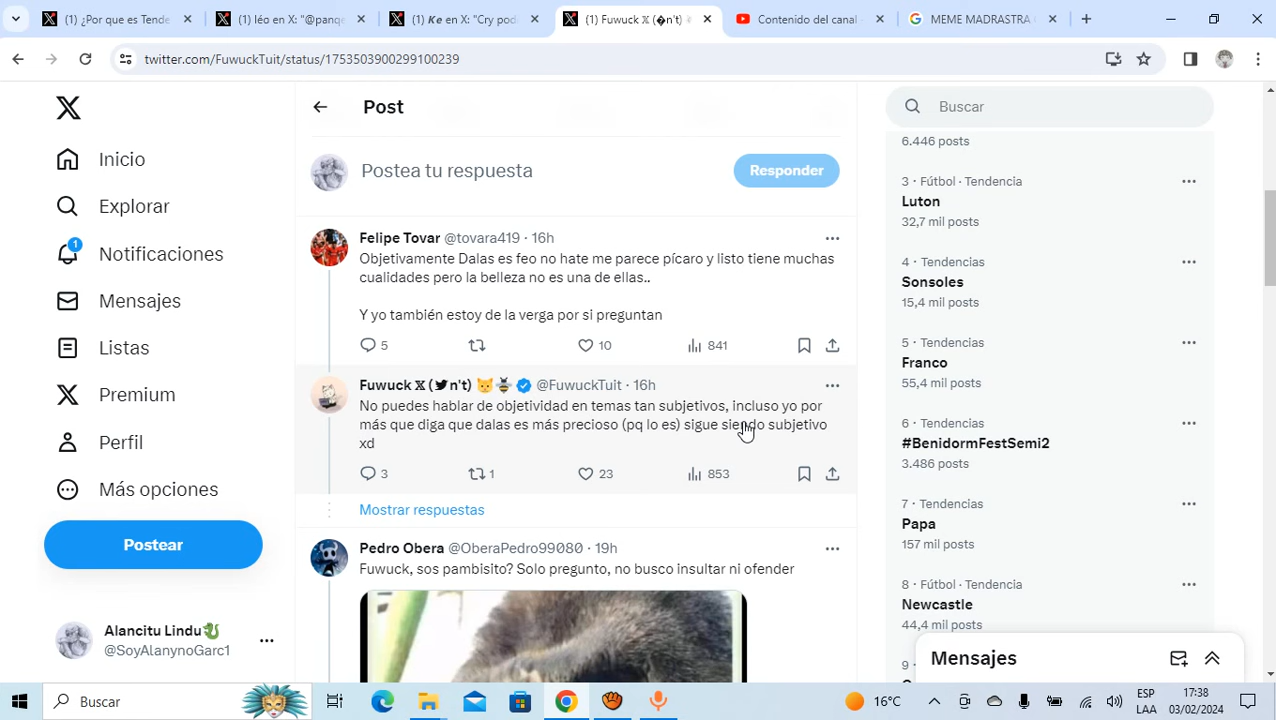 (1) ¿Por que es Tende
(1) léo en X: "@panqe
(1) 𝙆𝙚 en X: "Cry pod
(1) Fuwuck 𝕏 (�n't)
Contenido del canal
MEME MADRASTRA
twitter.com/FuwuckTuit/status/1753503900299100239
Post
Buscar
6.446 posts
Inicio
Explorar
1
Notificaciones
Mensajes
Listas
Premium
Perfil
Más opciones
Postear
Alancitu Lindu🐉
@SoyAlanynoGarc1
Postea tu respuesta
Responder
Felipe Tovar @tovara419 · 16h
Objetivamente Dalas es feo no hate me parece pícaro y listo tiene muchas
cualidades pero la belleza no es una de ellas..
Y yo también estoy de la verga por si preguntan
5 10 841
Fuwuck 𝕏 (🐦n't) 🐱🐝 @FuwuckTuit · 16h
No puedes hablar de objetividad en temas tan subjetivos, incluso yo por
más que diga que dalas es más precioso (pq lo es) sigue siendo subjetivo
xd
3 1 23 853
Mostrar respuestas
Pedro Obera @OberaPedro99080 · 19h
Fuwuck, sos pambisito? Solo pregunto, no busco insultar ni ofender
3 · Fútbol · Tendencia
Luton
32,7 mil posts
4 · Tendencias
Sonsoles
15,4 mil posts
5 · Tendencias
Franco
55,4 mil posts
6 · Tendencias
#BenidormFestSemi2
3.486 posts
7 · Tendencias
Papa
157 mil posts
8 · Fútbol · Tendencia
Newcastle
44,4 mil posts
9 ·
Mensajes
Buscar
16°C
ESP
LAA
17:38
03/02/2024